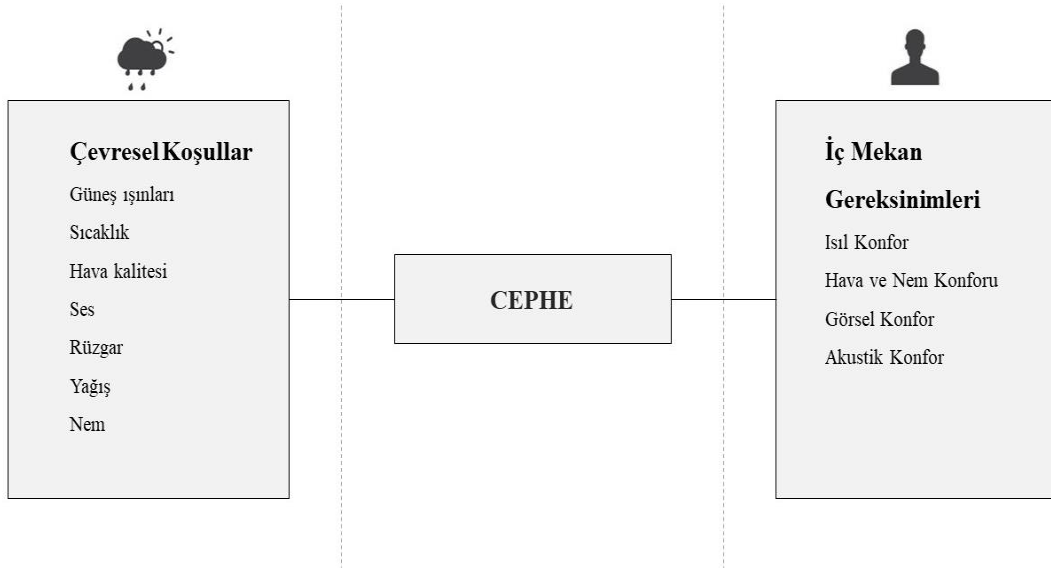 Çevresel Koşullar
Güneş ışınları
Sıcaklık
Hava kalitesi
Ses
Rüzgar
Yağış
Nem
CEPHE
İç Mekan
Gereksinimleri
Isıl Konfor
Hava ve Nem Konforu
Görsel Konfor
Akustik Konfor